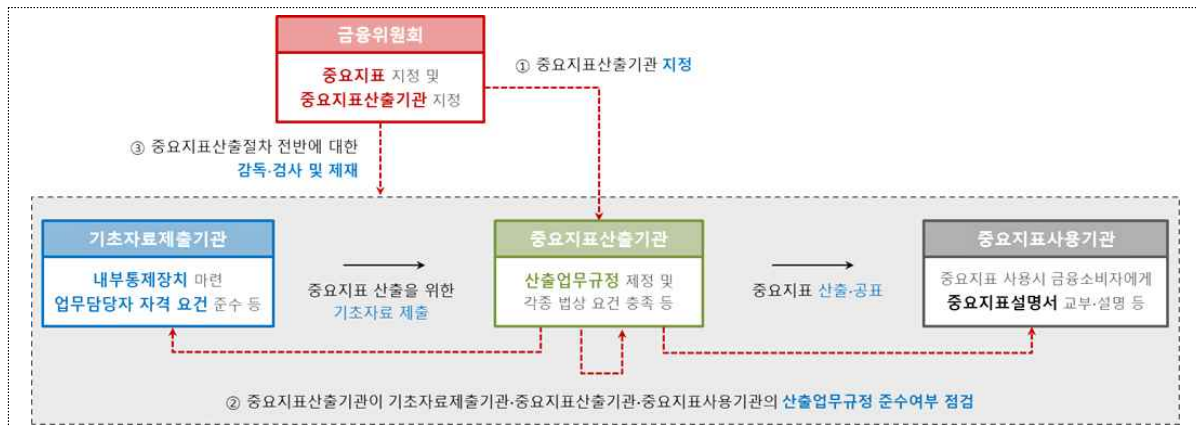 금융위원회
중요지표 지정 및
중요지표산출기관 지정
① 중요지표산출기관 지정
③ 중요지표산출절차 전반에 대한
감독·검사 및 제재
기초자료제출기관
내부통제장치 마련
업무담당자 자격 요건 준수 등
중요지표 산출을 위한
기초자료 제출
중요지표산출기관
산출업무규정 제정 및
각종 법상 요건 충족 등
중요지표 산출·공표
중요지표사용기관
중요지표 사용시 금융소비자에게
중요지표설명서 교부·설명 등
② 중요지표산출기관이 기초자료제출기관·중요지표산출기관·중요지표사용기관의 산출업무규정 준수여부 점검